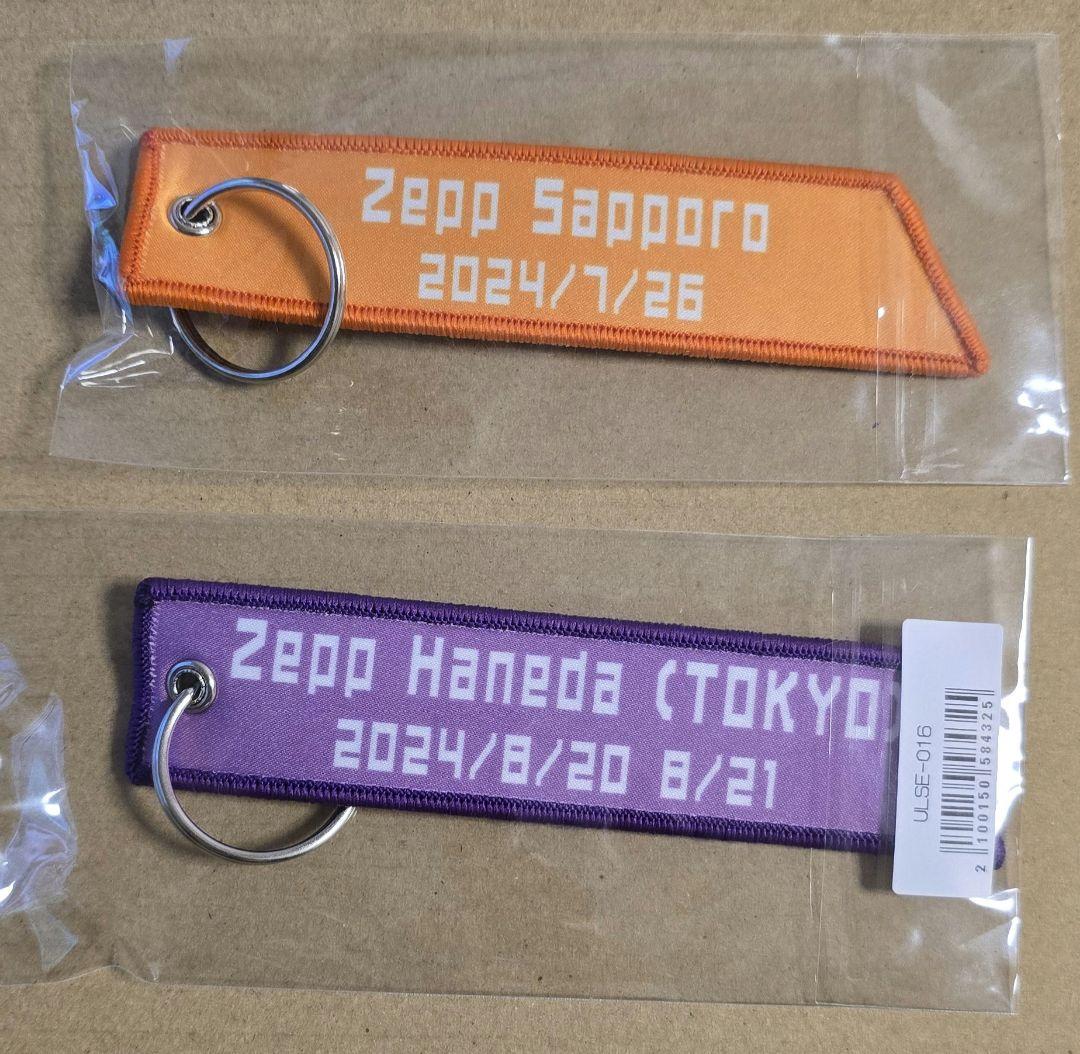 Zepp Sapporo
2024/7/26
Zepp Haneda (TOKYO)
2024/8/20 8/21
ULSE-016
2 100150 584325